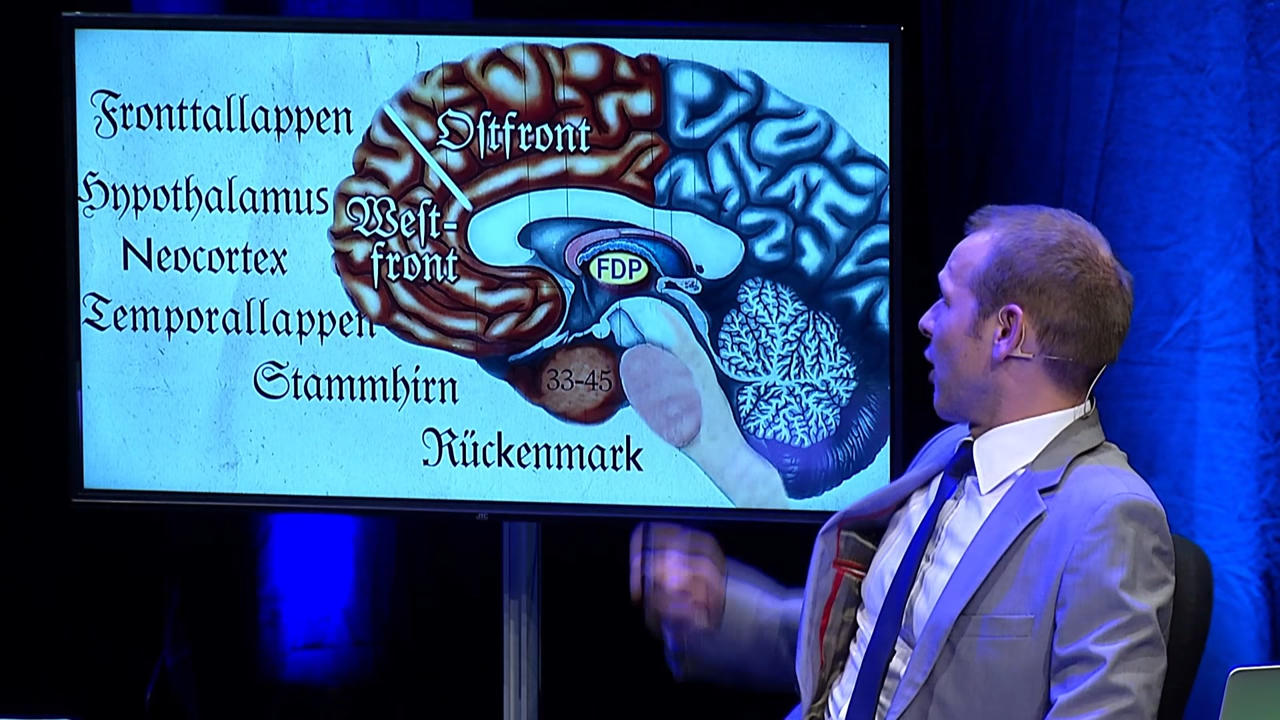 Fronttallappen
Ostfront
Hypothalamus
West-
front
Neocortex
FDP
Temporallappen
Stammhirn
33-45
Rückenmark